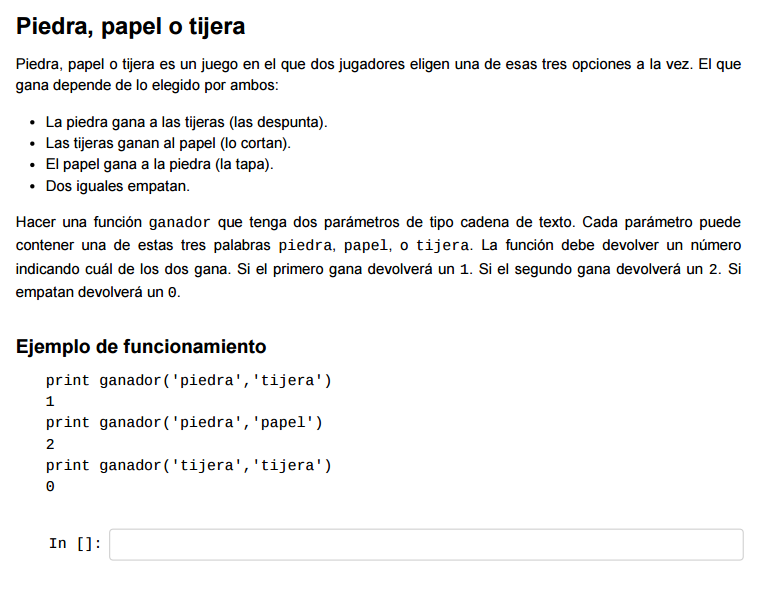 Piedra, papel o tijera
Piedra, papel o tijera es un juego en el que dos jugadores eligen una de esas tres opciones a la vez. El que
gana depende de lo elegido por ambos:
• La piedra gana a las tijeras (las despunta).
• Las tijeras ganan al papel (lo cortan).
• El papel gana a la piedra (la tapa).
• Dos iguales empatan.
Hacer una función ganador que tenga dos parámetros de tipo cadena de texto. Cada parámetro puede
contener una de estas tres palabras piedra, papel, o tijera. La función debe devolver un número
indicando cuál de los dos gana. Si el primero gana devolverá un 1. Si el segundo gana devolverá un 2. Si
empatan devolverá un 0.
Ejemplo de funcionamiento
print ganador('piedra','tijera')
1
print ganador('piedra','papel')
2
print ganador('tijera','tijera')
0
In []: